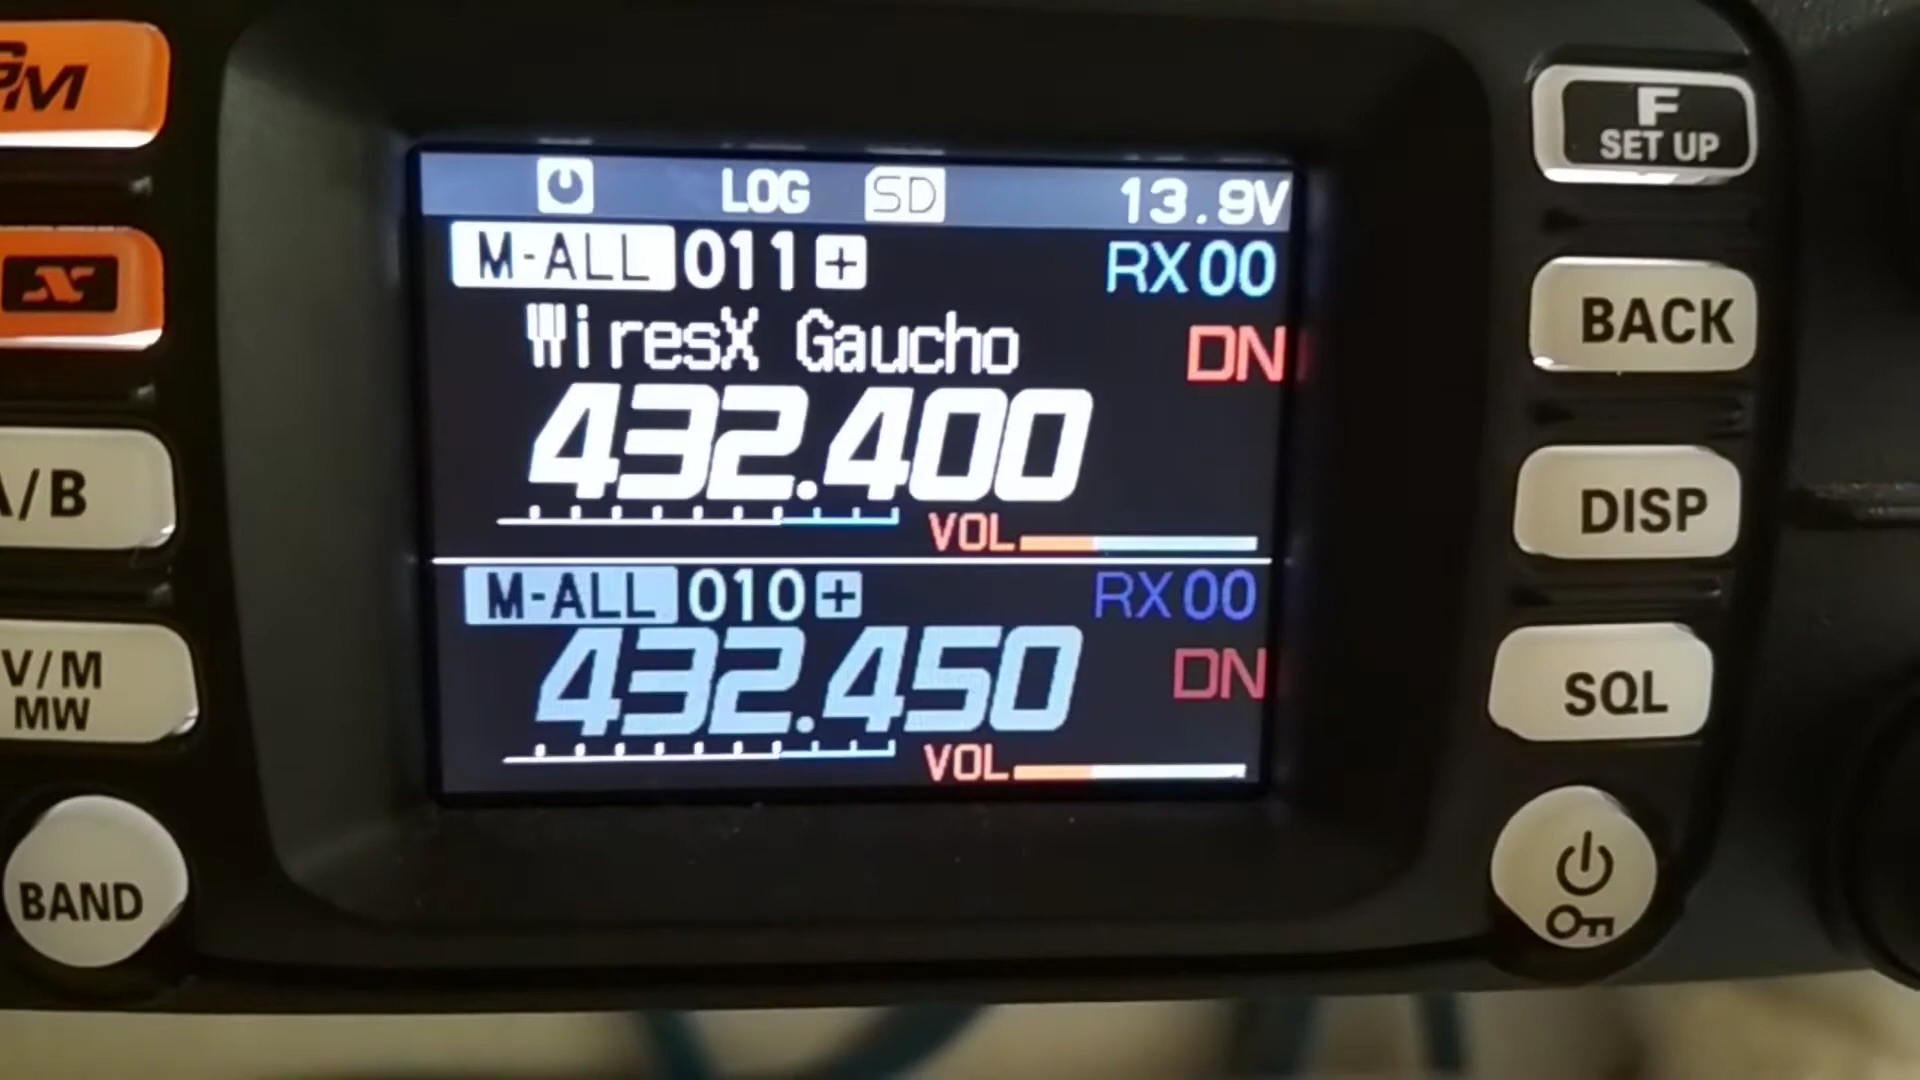 GM
X
A/B
V/M
MW
BAND
LOG SD 13.9V
M-ALL 011 + RX 00
WiresX Gaucho DN
432.400
VOL
M-ALL 010 + RX 00
432.450 DN
VOL
F
SET UP
BACK
DISP
SQL